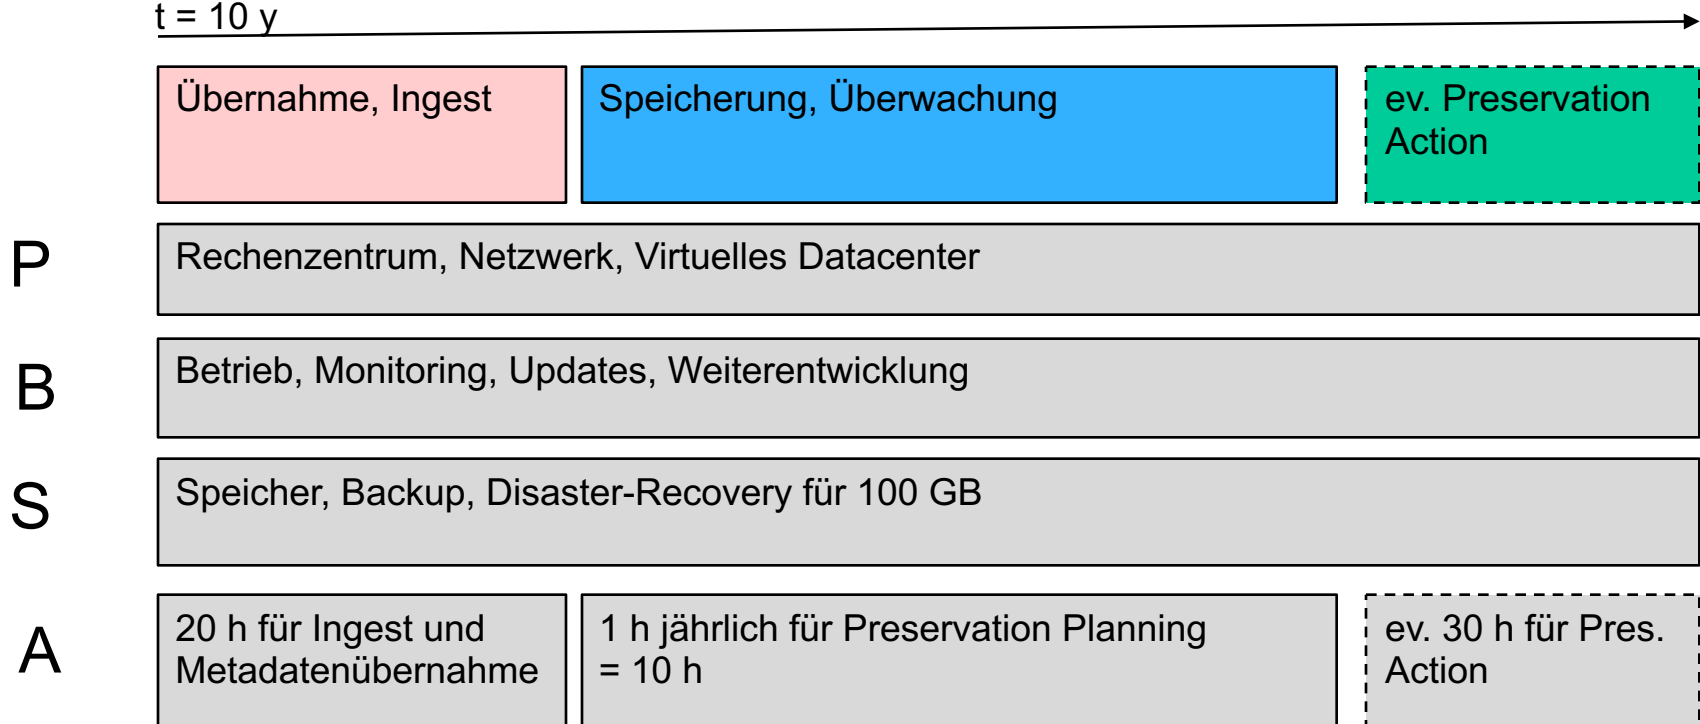 t = 10 y
Übernahme, Ingest
Speicherung, Überwachung
ev. Preservation
Action
P
Rechenzentrum, Netzwerk, Virtuelles Datacenter
B
Betrieb, Monitoring, Updates, Weiterentwicklung
S
Speicher, Backup, Disaster-Recovery für 100 GB
A
20 h für Ingest und
Metadatenübernahme
1 h jährlich für Preservation Planning
= 10 h
ev. 30 h für Pres.
Action